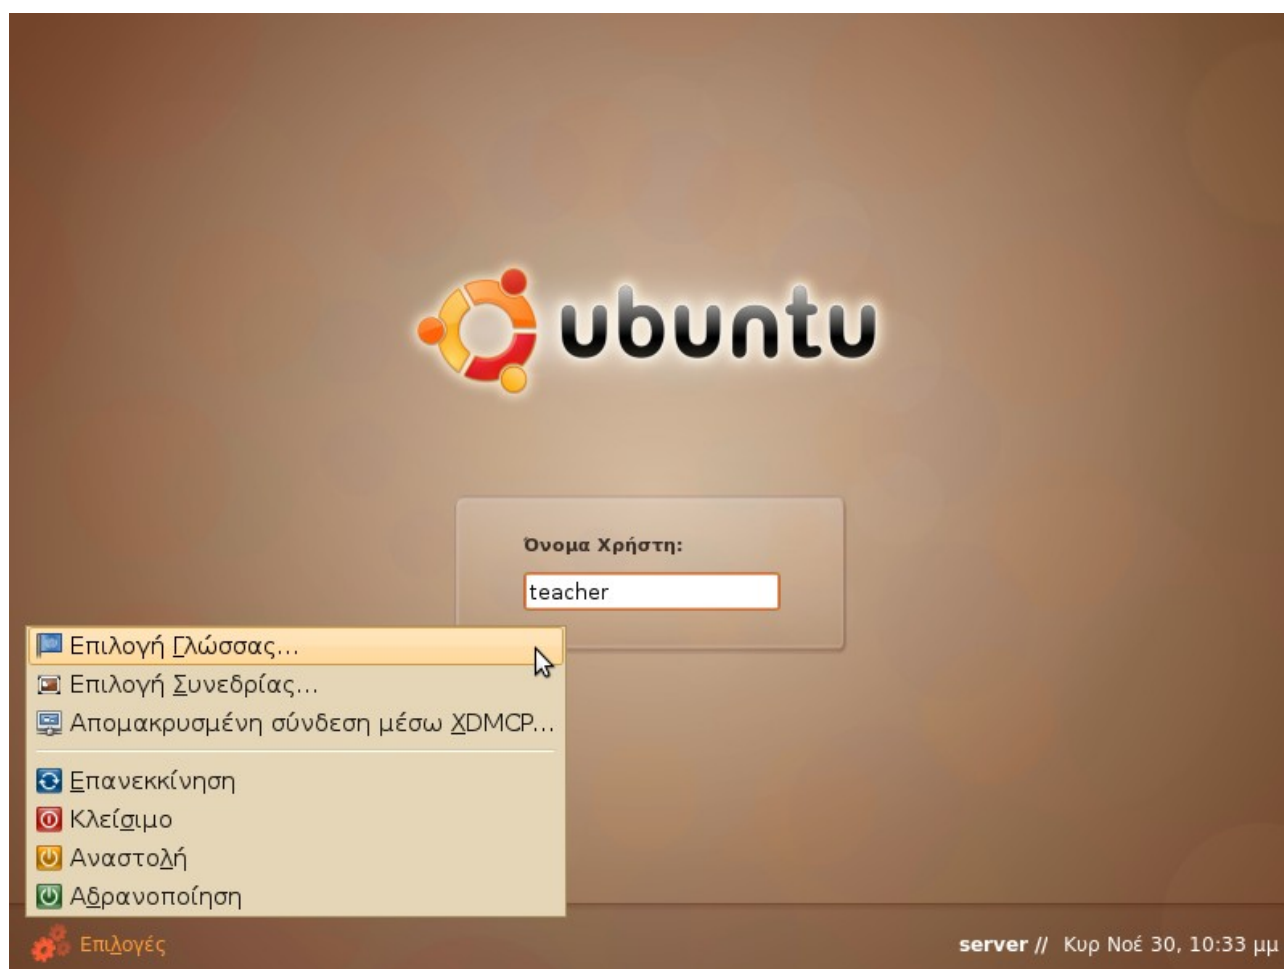 ubuntu
Όνομα Χρήστη:
teacher
Επιλογή Γλώσσας...
Επιλογή Συνεδρίας...
Απομακρυσμένη σύνδεση μέσω XDMCP...
Επανεκκίνηση
Κλείσιμο
Αναστολή
Αδρανοποίηση
Επιλογές
server // Κυρ Νοέ 30, 10:33 μμ